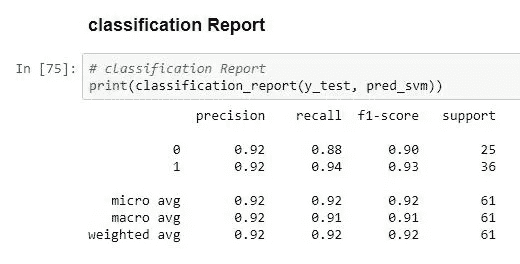 classification Report
In [75]: # classification Report
print(classification_report(y_test, pred_svm))
precision recall f1-score support
0 0.92 0.88 0.90 25
1 0.92 0.94 0.93 36
micro avg 0.92 0.92 0.92 61
macro avg 0.92 0.91 0.91 61
weighted avg 0.92 0.92 0.92 61